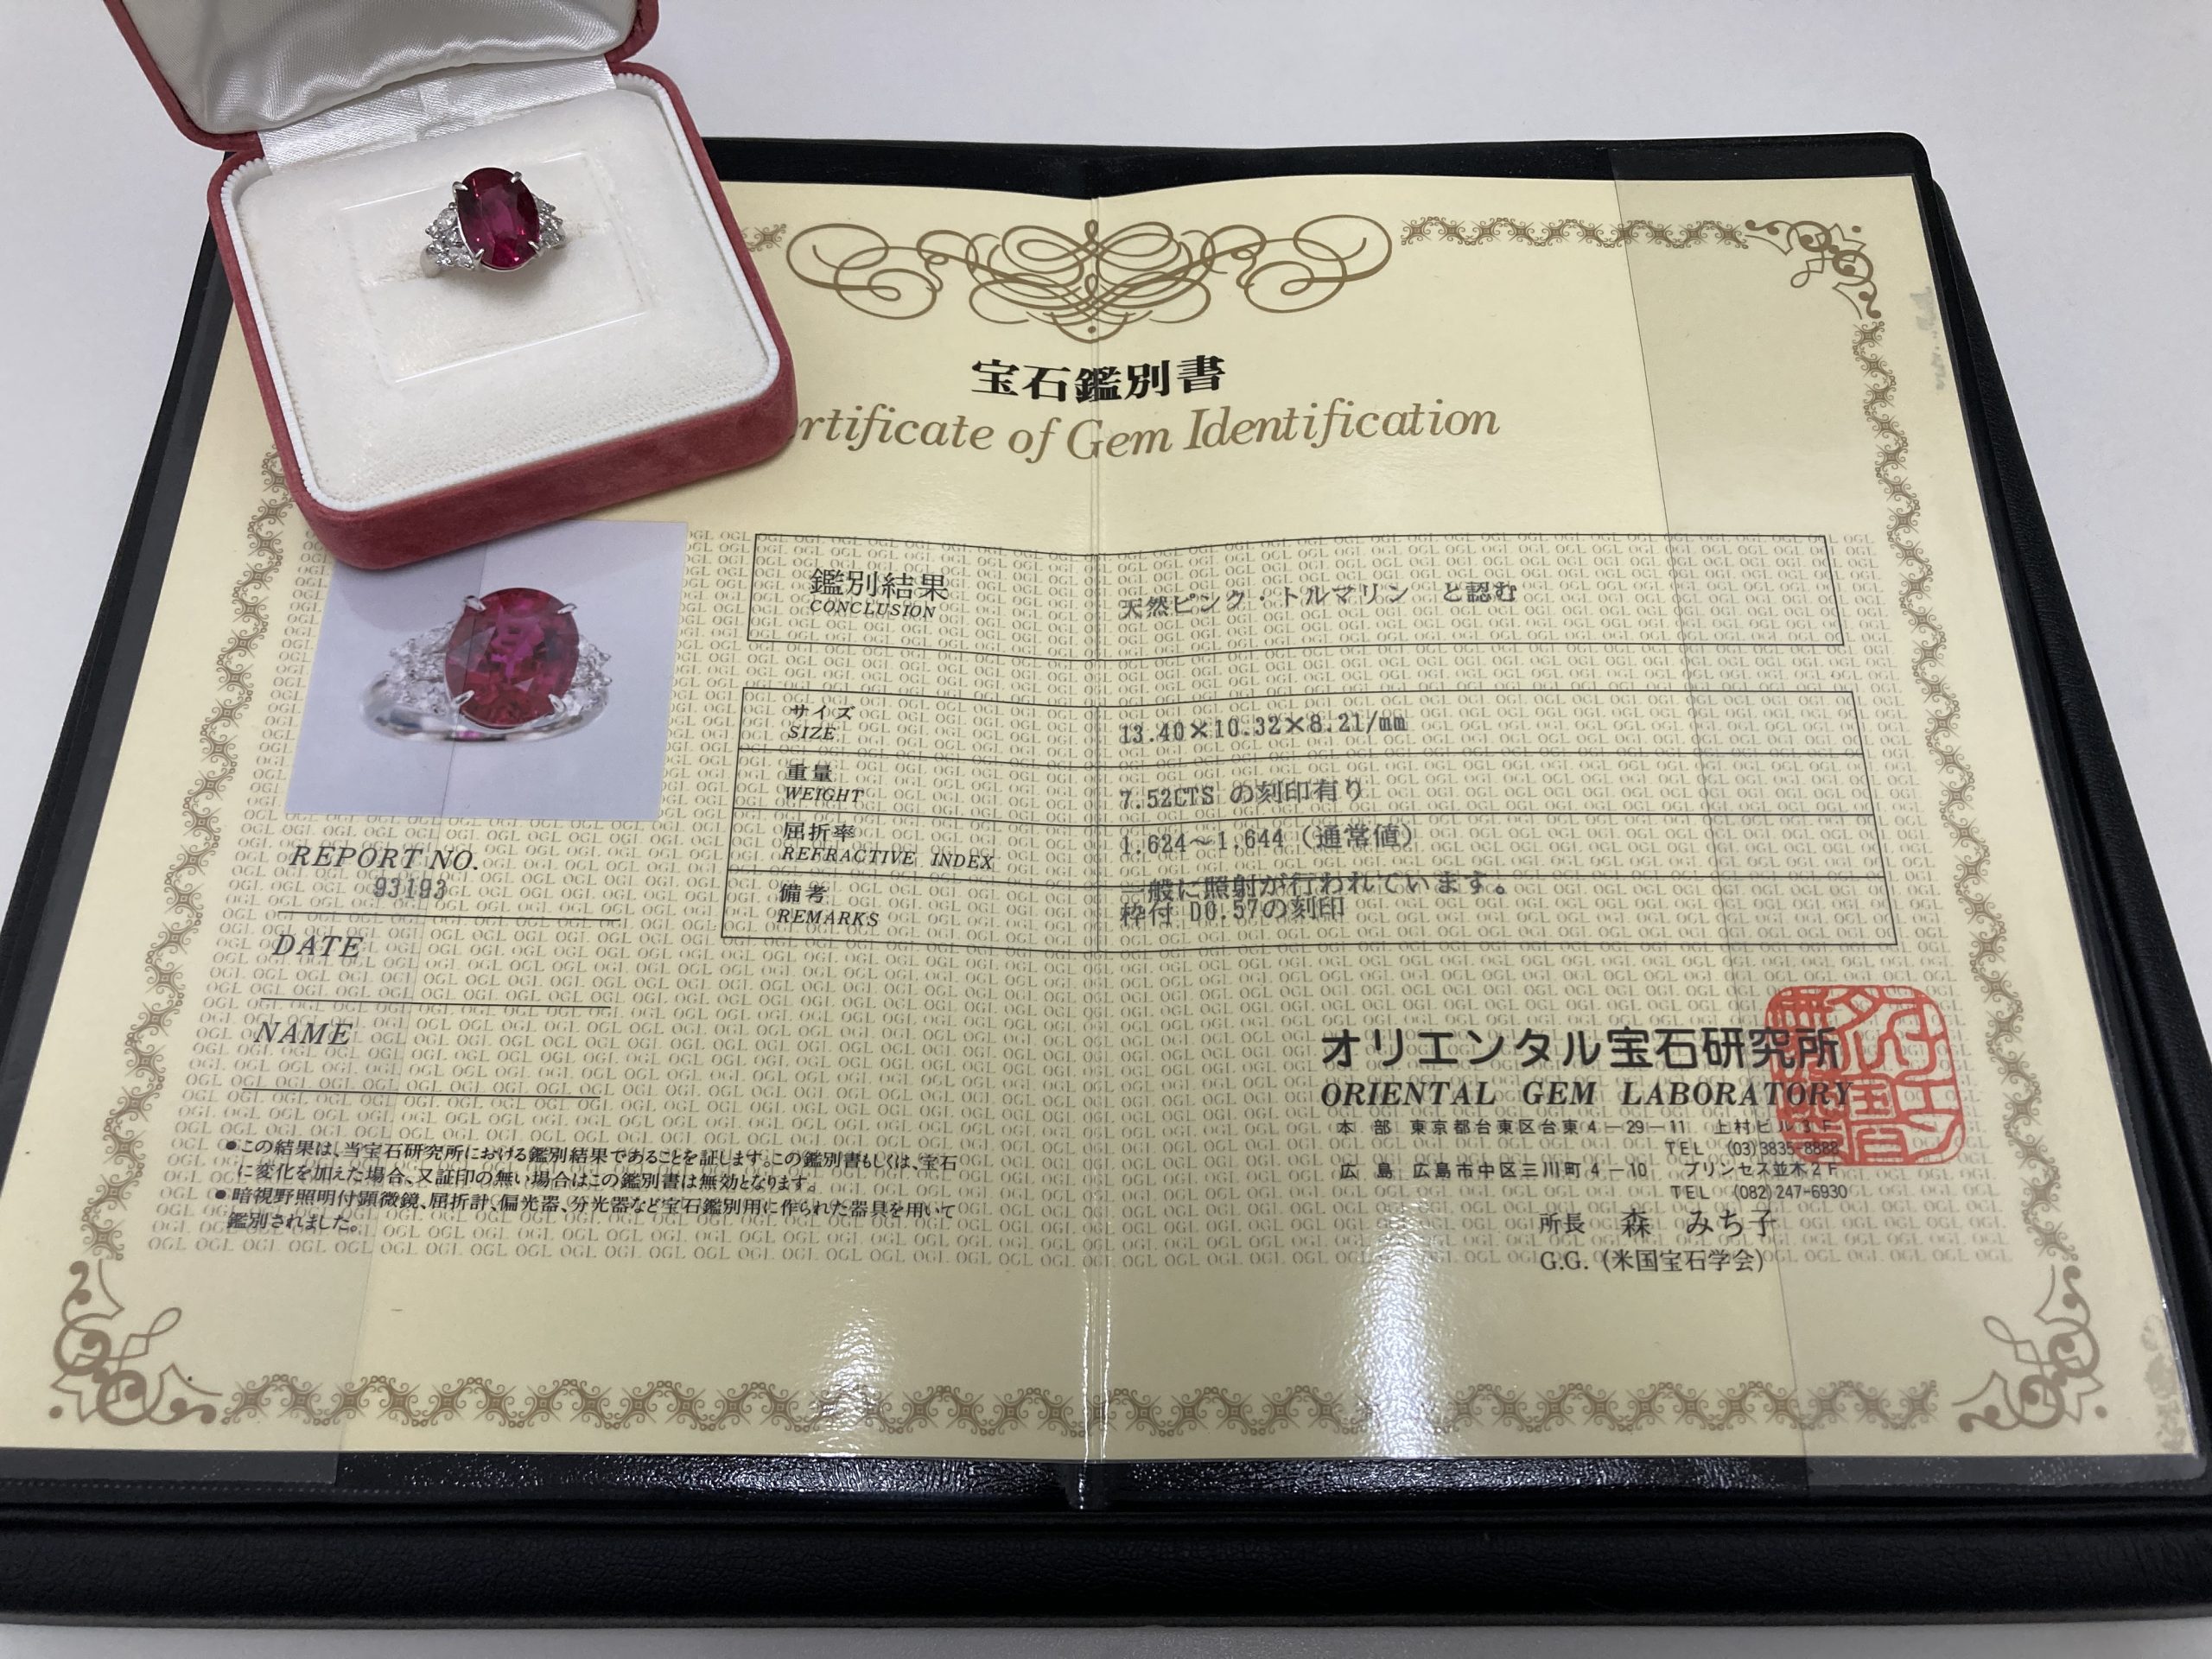 宝石鑑別書
rtificate of Gem Identification
鑑別結果
CONCLUSION
天然ピンク・トルマリン と認む
サイズ
SIZE
13.40×10.32×8.21/mm
重量
WEIGHT
7.52CTS の刻印有り
屈折率
REFRACTIVE INDEX
1.624～1.644 (通常値)
備考
REMARKS
一般に照射が行われています。
枠付 D0.57の刻印
REPORT NO.
93193
DATE
NAME
●この結果は、当宝石研究所における鑑別結果であることを証します。この鑑別書もしくは、宝石
に変化を加えた場合、又証印の無い場合はこの鑑別書は無効となります。
●暗視野照明付顕微鏡、屈折計、偏光器、分光器など宝石鑑別用に作られた器具を用いて
鑑別されました。
オリエンタル宝石研究所
ORIENTAL GEM LABORATORY
本 部 東京都台東区台東4－29－11 上村ビル3F
TEL (03)3835-8888
広 島 広島市中区三川町4－10 プリンセス並木2F
TEL (082)247-6930
所長 森 みち子
G.G. (米国宝石学会)